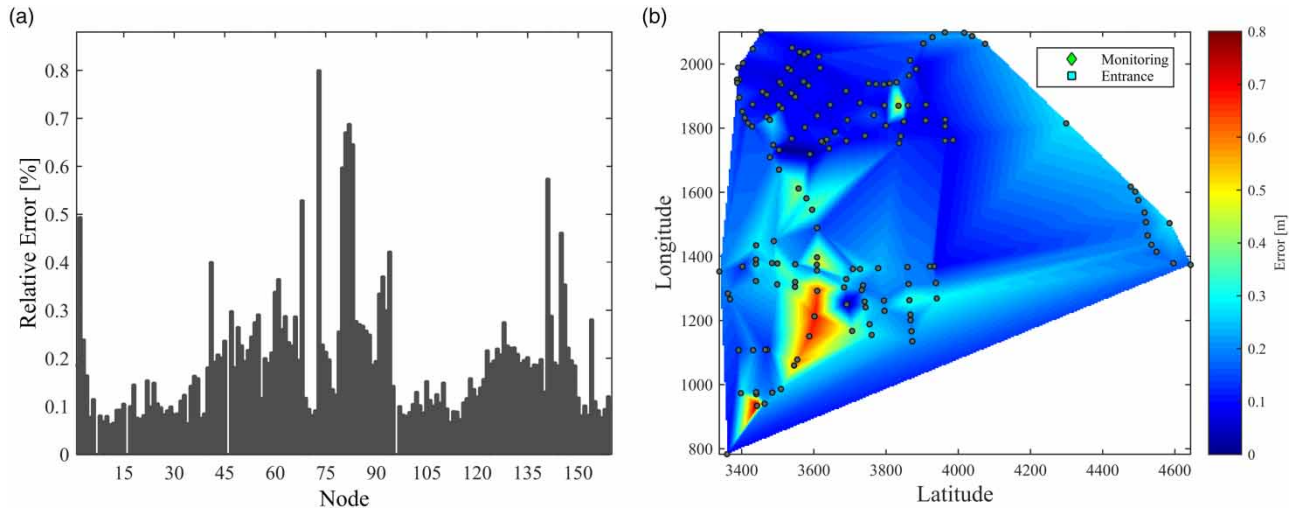 (a)
Relative Error [%]
0.8
0.7
0.6
0.5
0.4
0.3
0.2
0.1
0
15 30 45 60 75 90 105 120 135 150
Node
(b)
Longitude
2000
1800
1600
1400
1200
1000
800
3400 3600 3800 4000 4200 4400 4600
Latitude
Monitoring
Entrance
0.8
0.7
0.6
0.5
0.4
0.3
0.2
0.1
0
Error [m]